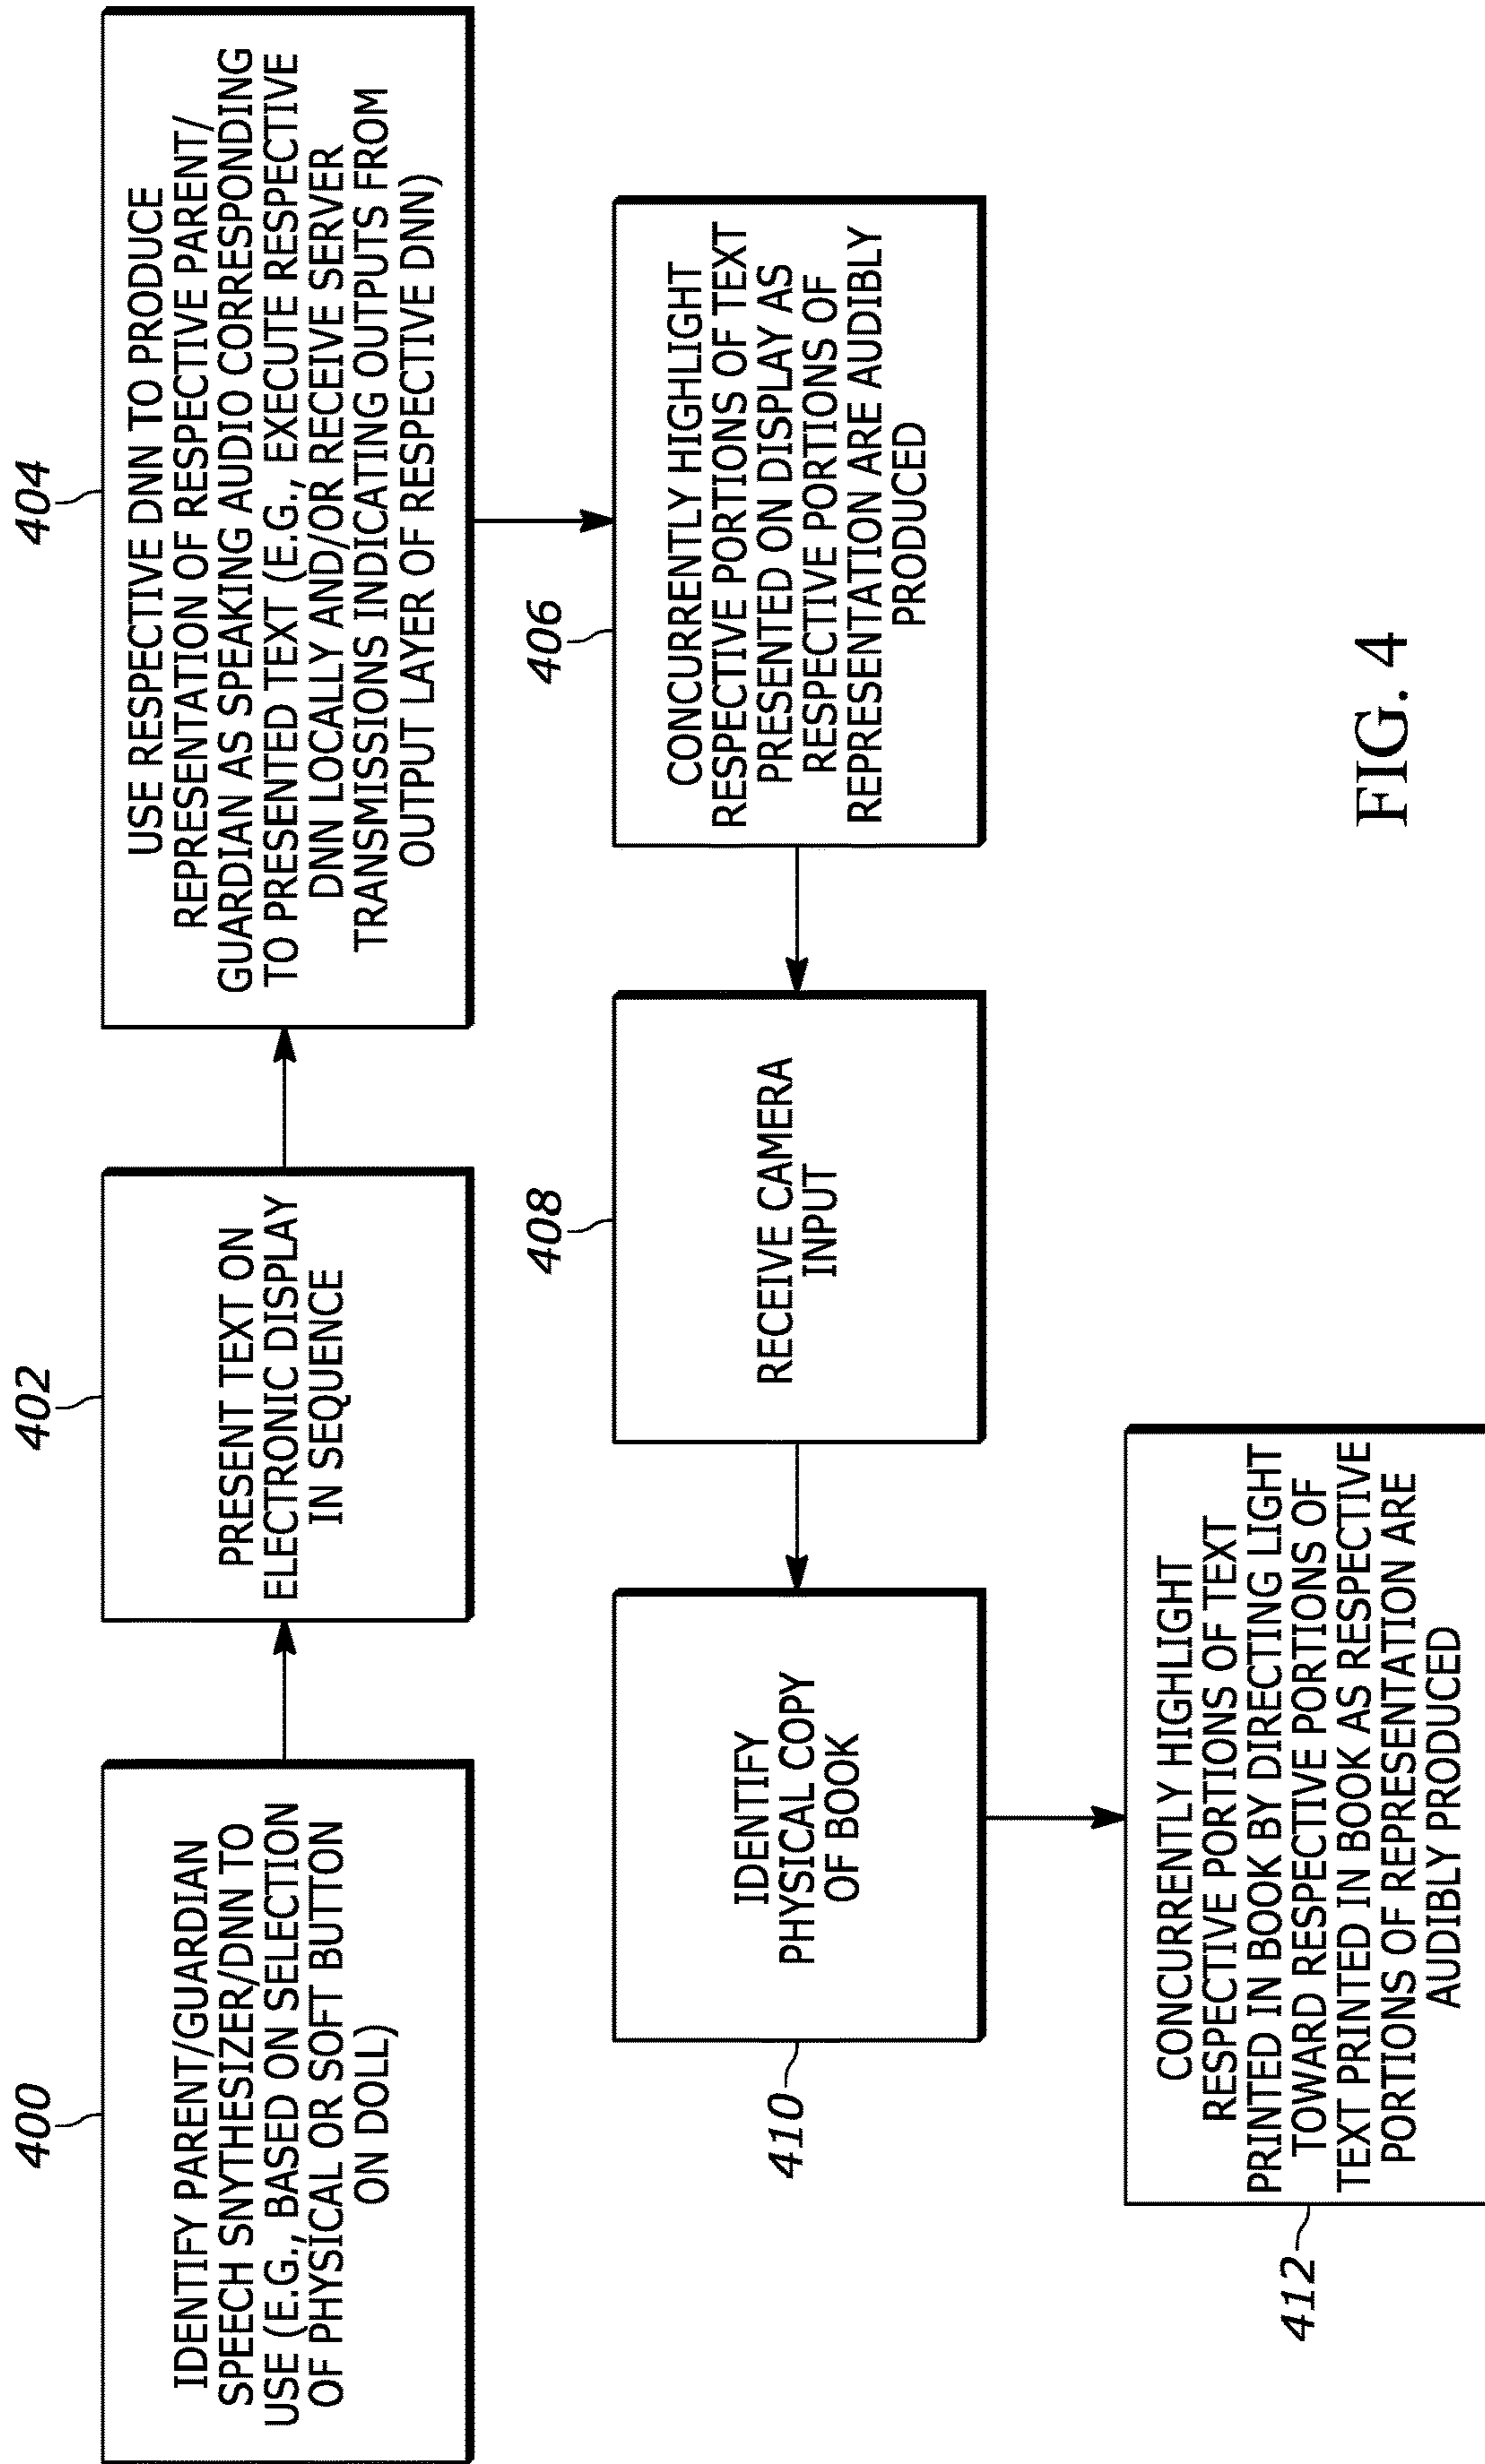 400
IDENTIFY PARENT/GUARDIAN
SPEECH SNYTHESIZER/DNN TO
USE (E.G., BASED ON SELECTION
OF PHYSICAL OR SOFT BUTTON
ON DOLL)
402
PRESENT TEXT ON
ELECTRONIC DISPLAY
IN SEQUENCE
404
USE RESPECTIVE DNN TO PRODUCE
REPRESENTATION OF RESPECTIVE PARENT/
GUARDIAN AS SPEAKING AUDIO CORRESPONDING
TO PRESENTED TEXT (E.G., EXECUTE RESPECTIVE
DNN LOCALLY AND/OR RECEIVE SERVER
TRANSMISSIONS INDICATING OUTPUTS FROM
OUTPUT LAYER OF RESPECTIVE DNN)
406
CONCURRENTLY HIGHLIGHT
RESPECTIVE PORTIONS OF TEXT
PRESENTED ON DISPLAY AS
RESPECTIVE PORTIONS OF
REPRESENTATION ARE AUDIBLY
PRODUCED
408
RECEIVE CAMERA
INPUT
410
IDENTIFY
PHYSICAL COPY
OF BOOK
412
CONCURRENTLY HIGHLIGHT
RESPECTIVE PORTIONS OF TEXT
PRINTED IN BOOK BY DIRECTING LIGHT
TOWARD RESPECTIVE PORTIONS OF
TEXT PRINTED IN BOOK AS RESPECTIVE
PORTIONS OF REPRESENTATION ARE
AUDIBLY PRODUCED
FIG. 4